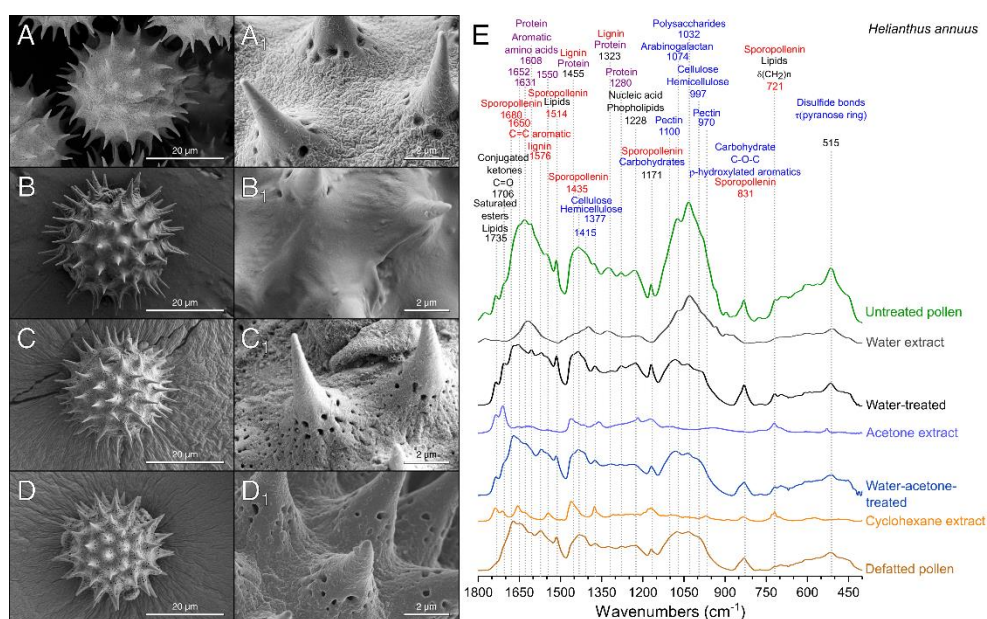 A
20 µm
A1
2 µm
B
20 µm
B1
2 µm
C
20 µm
C1
2 µm
D
20 µm
D1
2 µm
E
Helianthus annuus
Protein
Aromatic
amino acids
1608
1652
1631
1550
Sporopollenin
1680
1650
C=C aromatic
lignin
1576
Conjugated
ketones
C=O
1706
Saturated
esters
Lipids
1735
Lignin
Protein
1455
Sporopollenin
Lipids
1514
Sporopollenin
1435
Cellulose
Hemicellulose
1377
1415
Lignin
Protein
1323
Protein
1280
Nucleic acid
Phopholipids
1228
Sporopollenin
Carbohydrates
1171
Polysaccharides
1032
Arabinogalactan
1074
Cellulose
Hemicellulose
997
Pectin
1100
Pectin
970
Carbohydrate
C-O-C
p-hydroxylated aromatics
Sporopollenin
831
Sporopollenin
Lipids
δ(CH2)n
721
Disulfide bonds
τ(pyranose ring)
515
Untreated pollen
Water extract
Water-treated
Acetone extract
Water-acetone-
treated
Cyclohexane extract
Defatted pollen
1800 1650 1500 1350 1200 1050 900 750 600 450
Wavenumbers (cm⁻¹)